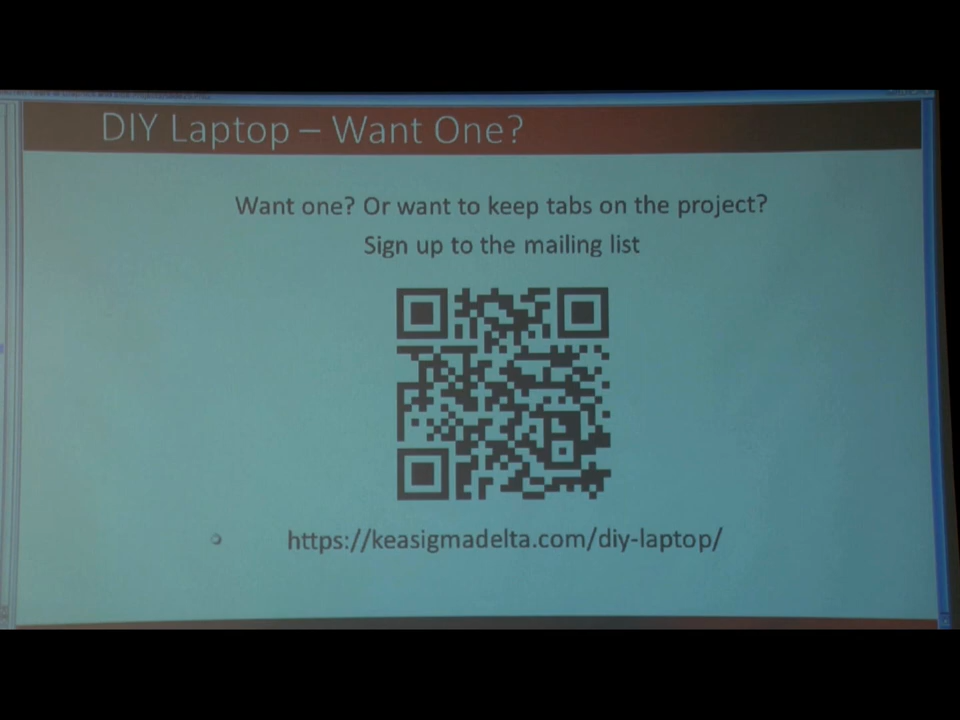 DIY Laptop – Want One?
Want one? Or want to keep tabs on the project?
Sign up to the mailing list
https://keasigmadelta.com/diy-laptop/